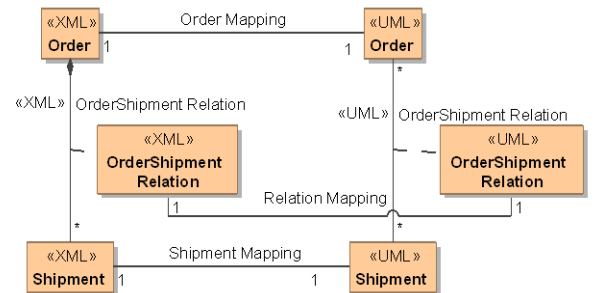 «XML»
Order
Order Mapping
«UML»
Order
1
1
*
«XML» OrderShipment Relation
«UML» OrderShipment Relation
«XML»
OrderShipment
Relation
«UML»
OrderShipment
Relation
Relation Mapping
1
1
*
*
«XML»
Shipment
Shipment Mapping
«UML»
Shipment
1
1